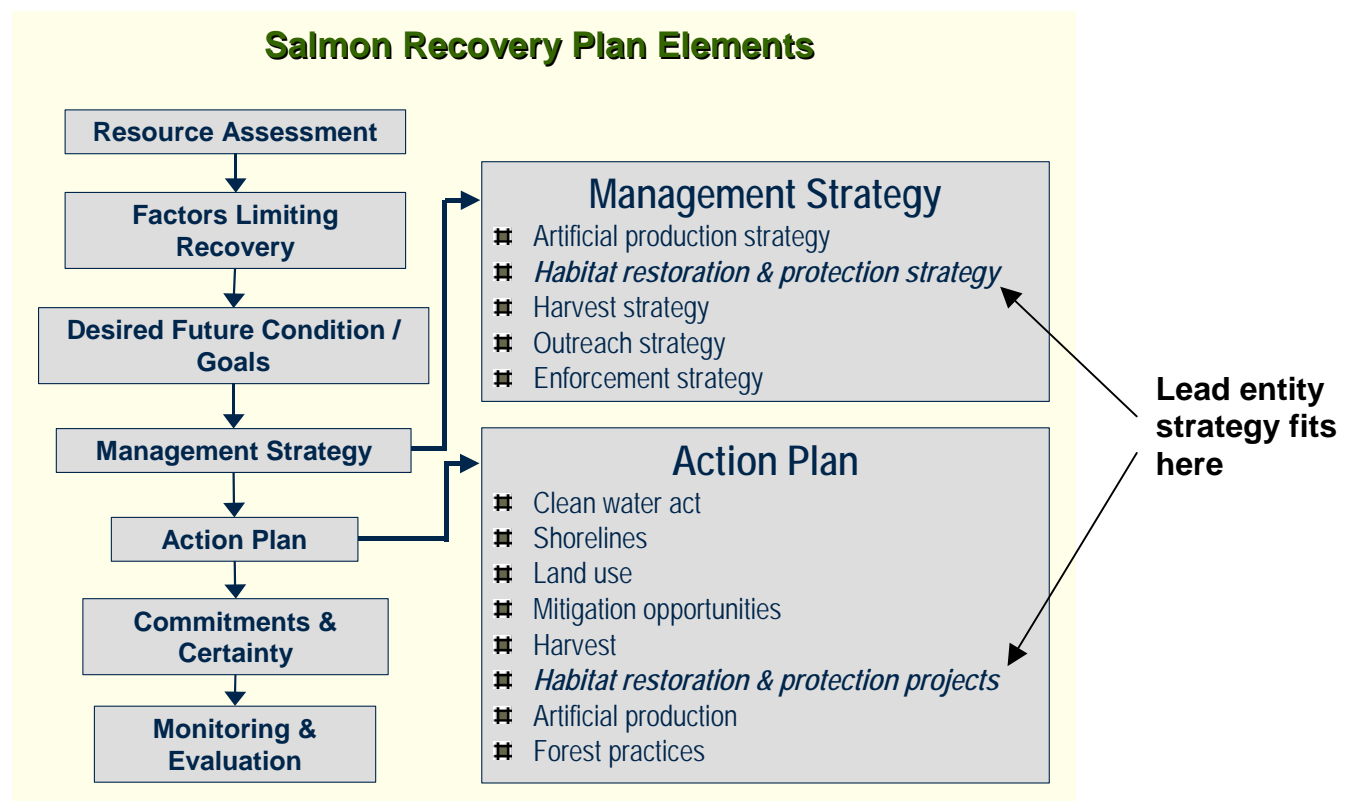 Salmon Recovery Plan Elements
Resource Assessment
Factors Limiting
Recovery
Desired Future Condition /
Goals
Management Strategy
Action Plan
Commitments &
Certainty
Monitoring &
Evaluation
Management Strategy
Artificial production strategy
Habitat restoration & protection strategy
Harvest strategy
Outreach strategy
Enforcement strategy
Action Plan
Clean water act
Shorelines
Land use
Mitigation opportunities
Harvest
Habitat restoration & protection projects
Artificial production
Forest practices
Lead entity
strategy fits
here